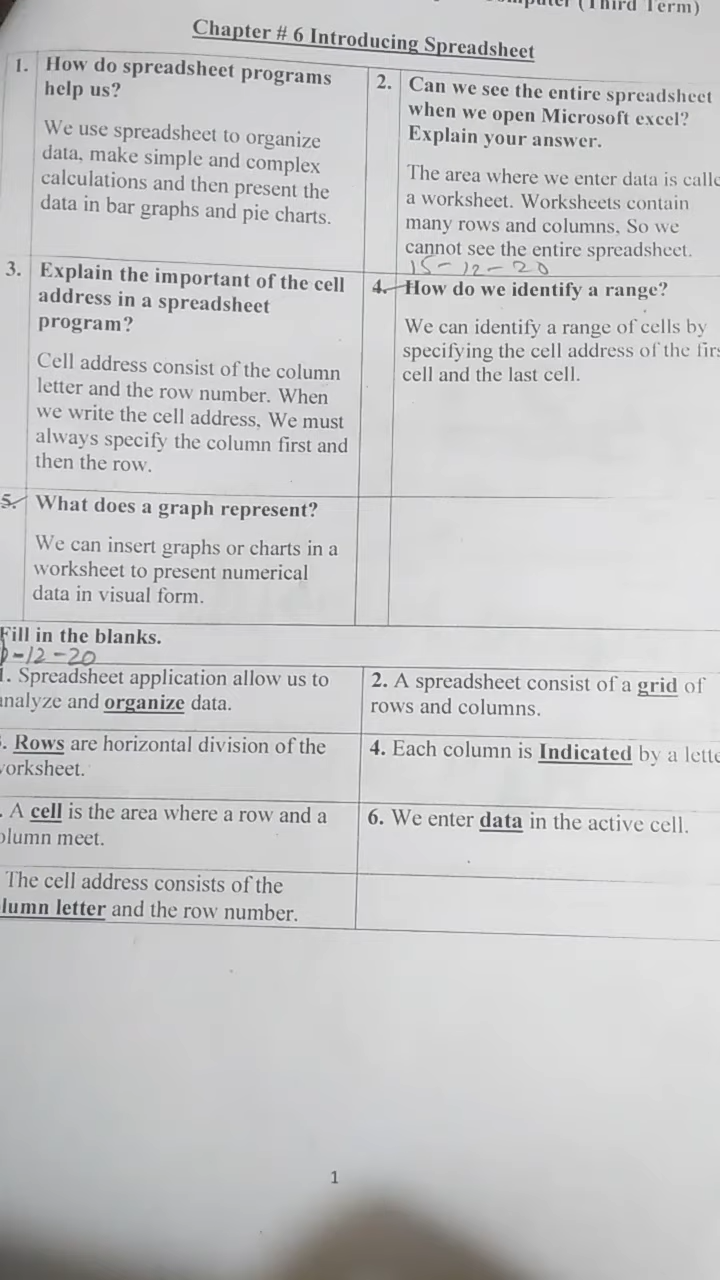 (Third Term)
Chapter # 6 Introducing Spreadsheet
1. How do spreadsheet programs
help us?
We use spreadsheet to organize
data, make simple and complex
calculations and then present the
data in bar graphs and pie charts.
2. Can we see the entire spreadsheet
when we open Microsoft excel?
Explain your answer.
The area where we enter data is calle
a worksheet. Worksheets contain
many rows and columns, So we
cannot see the entire spreadsheet.
15-12-20
3. Explain the important of the cell
address in a spreadsheet
program?
Cell address consist of the column
letter and the row number. When
we write the cell address, We must
always specify the column first and
then the row.
4. How do we identify a range?
We can identify a range of cells by
specifying the cell address of the firs
cell and the last cell.
5. What does a graph represent?
We can insert graphs or charts in a
worksheet to present numerical
data in visual form.
Fill in the blanks.
-12-20
1. Spreadsheet application allow us to
analyze and organize data.
2. A spreadsheet consist of a grid of
rows and columns.
. Rows are horizontal division of the
worksheet.
4. Each column is Indicated by a lette
. A cell is the area where a row and a
olumn meet.
6. We enter data in the active cell.
The cell address consists of the
lumn letter and the row number.
1